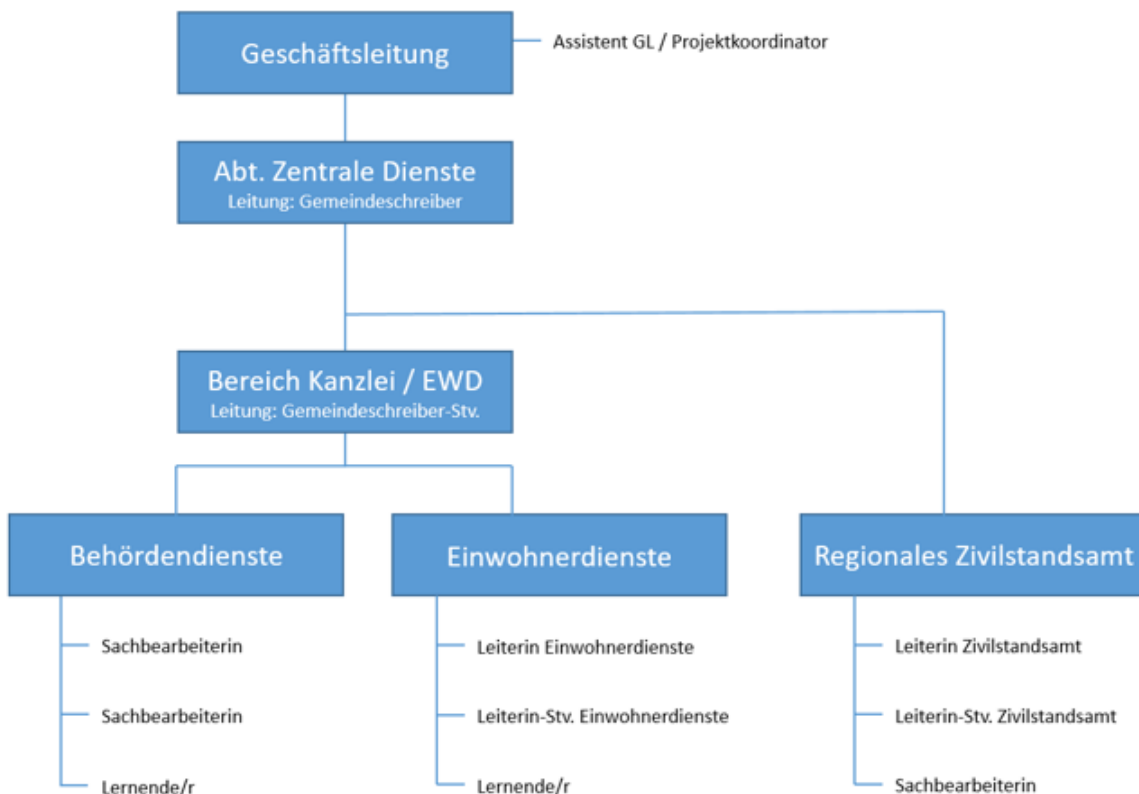 Geschäftsleitung
Assistent GL / Projektkoordinator
Abt. Zentrale Dienste
Leitung: Gemeindeschreiber
Bereich Kanzlei / EWD
Leitung: Gemeindeschreiber-Stv.
Behördendienste
Sachbearbeiterin
Sachbearbeiterin
Lernende/r
Einwohnerdienste
Leiterin Einwohnerdienste
Leiterin-Stv. Einwohnerdienste
Lernende/r
Regionales Zivilstandsamt
Leiterin Zivilstandsamt
Leiterin-Stv. Zivilstandsamt
Sachbearbeiterin